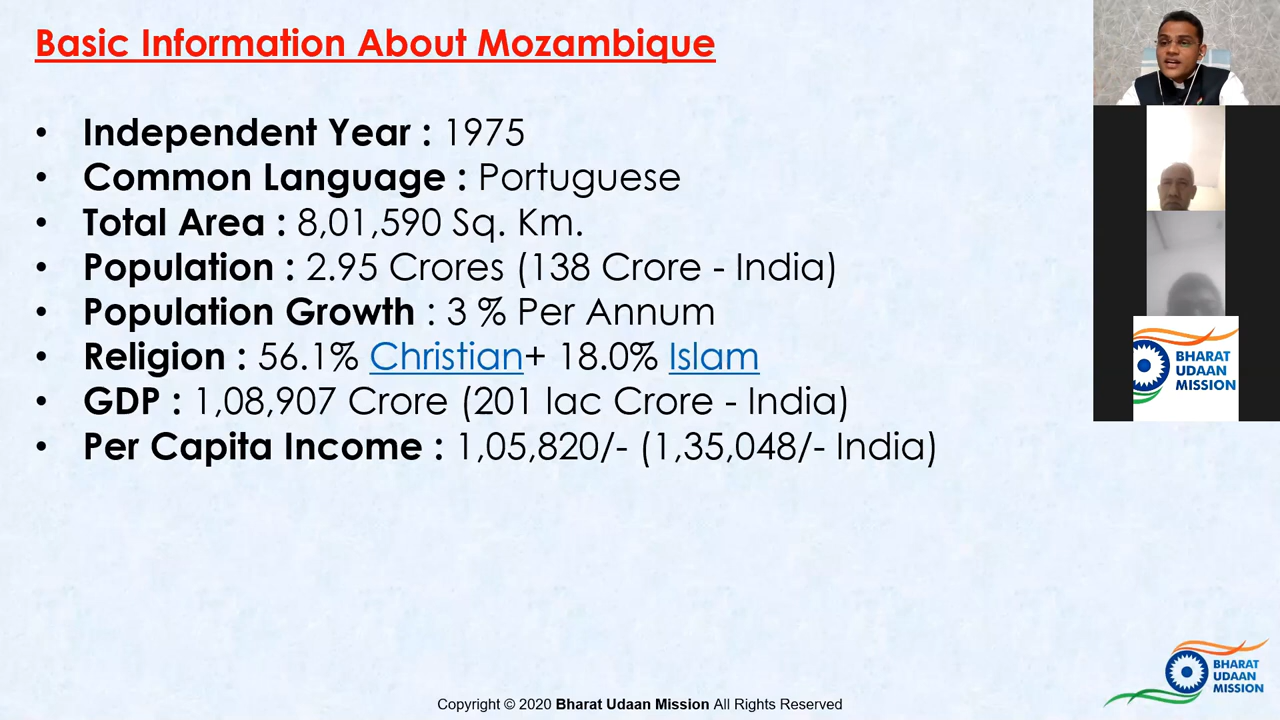 Basic Information About Mozambique
• Independent Year : 1975
• Common Language : Portuguese
• Total Area : 8,01,590 Sq. Km.
• Population : 2.95 Crores (138 Crore - India)
• Population Growth : 3 % Per Annum
• Religion : 56.1% Christian+ 18.0% Islam
• GDP : 1,08,907 Crore (201 lac Crore - India)
• Per Capita Income : 1,05,820/- (1,35,048/- India)
BHARAT
UDAAN
MISSION
BHARAT
UDAAN
MISSION
Copyright © 2020 Bharat Udaan Mission All Rights Reserved